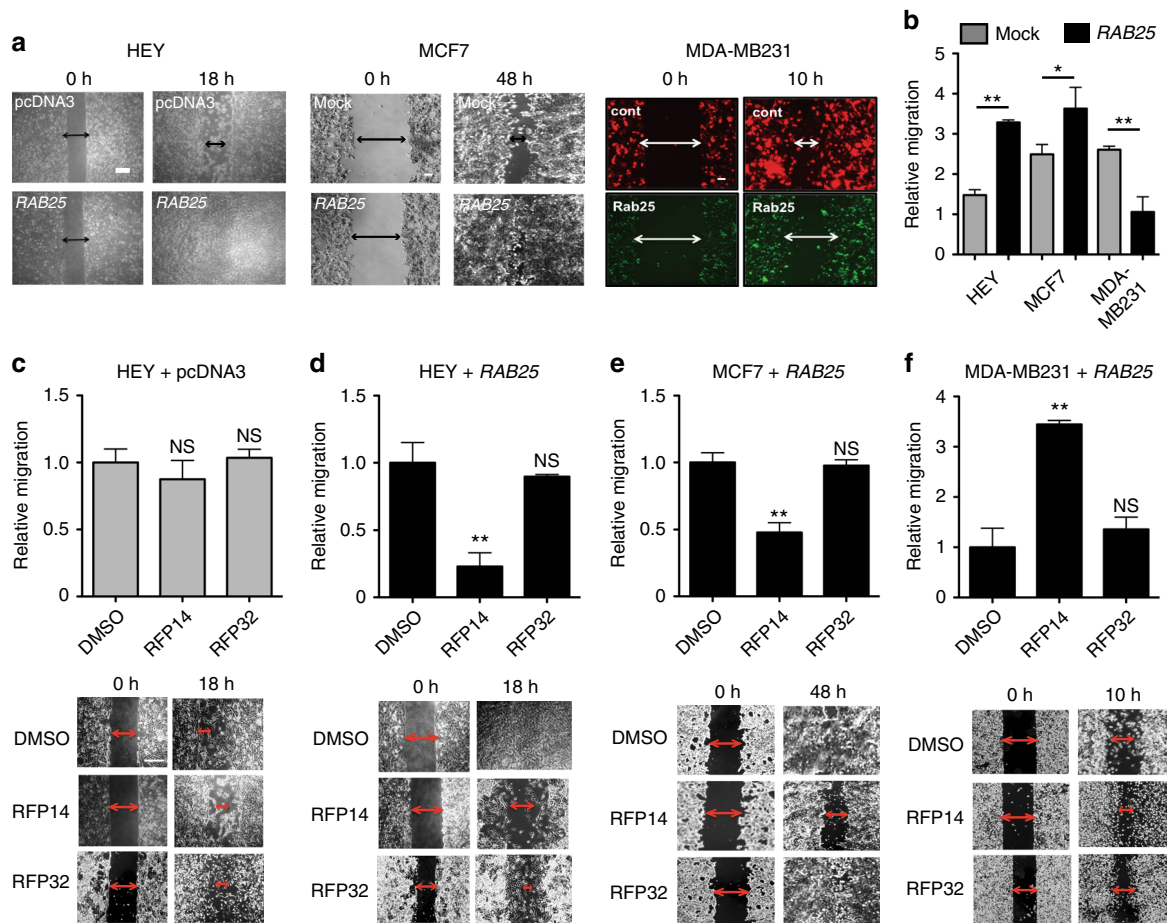 a
HEY
0 h 18 h
pcDNA3 pcDNA3
RAB25 RAB25
MCF7
0 h 48 h
Mock Mock
RAB25 RAB25
MDA-MB231
0 h 10 h
cont cont
Rab25 Rab25
b
Mock RAB25
Relative migration
5
4
3
2
1
0
** * **
HEY
MCF7
MDA-
MB231
c
HEY + pcDNA3
Relative migration
1.5
1.0
0.5
0
NS NS
DMSO
RFP14
RFP32
0 h 18 h
DMSO
RFP14
RFP32
d
HEY + RAB25
Relative migration
1.5
1.0
0.5
0
** NS
DMSO
RFP14
RFP32
0 h 18 h
DMSO
RFP14
RFP32
e
MCF7 + RAB25
Relative migration
1.5
1.0
0.5
0
** NS
DMSO
RFP14
RFP32
0 h 48 h
DMSO
RFP14
RFP32
f
MDA-MB231 + RAB25
Relative migration
4
3
2
1
0
** NS
DMSO
RFP14
RFP32
0 h 10 h
DMSO
RFP14
RFP32